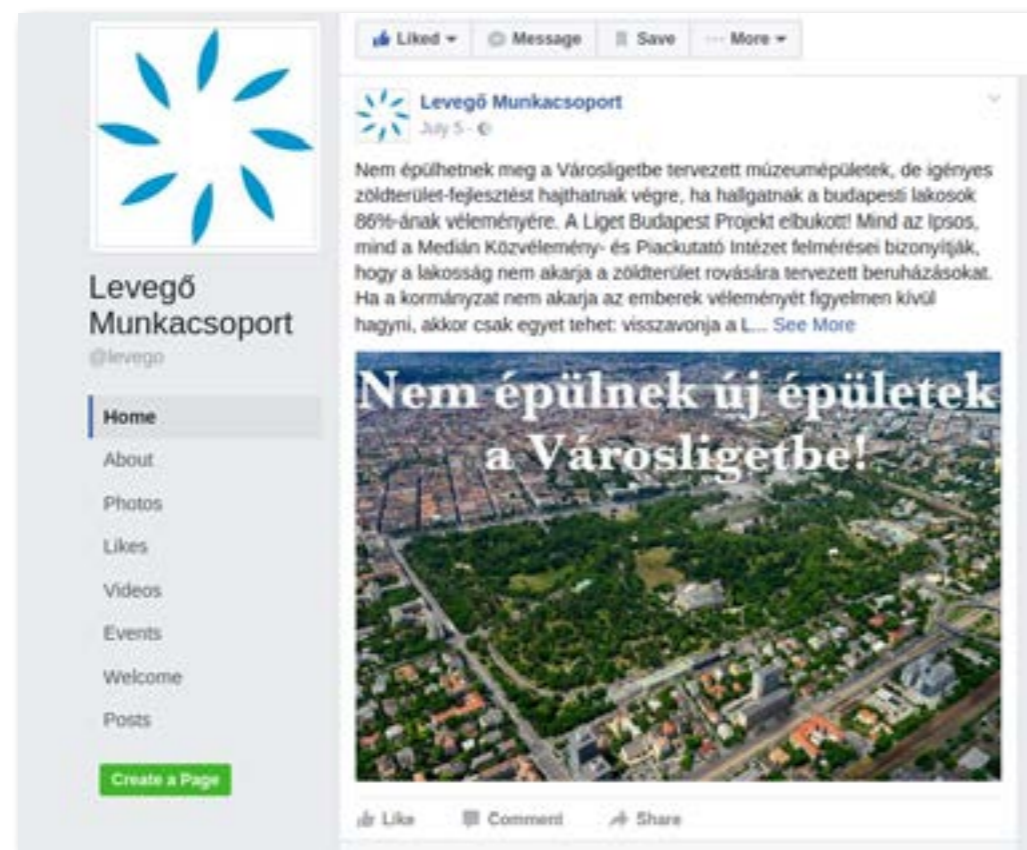 Liked
Message
Save
More
Levegő Munkacsoport
July 5
Nem épülhetnek meg a Városligetbe tervezett múzeumépületek, de igényes
zöldterület-fejlesztést hajthatnak végre, ha hallgatnak a budapesti lakosok
86%-ának véleményére. A Liget Budapest Projekt elbukott! Mind az Ipsos,
mind a Medián Közvélemény- és Piackutató Intézet felmérései bizonyítják,
hogy a lakosság nem akarja a zöldterület rovására tervezett beruházásokat.
Ha a kormányzat nem akarja az emberek véleményét figyelmen kívül
hagyni, akkor csak egyet tehet: visszavonja a L... See More
Nem épülnek új épületek
a Városligetbe!
Like
Comment
Share
Levegő
Munkacsoport
@levego
Home
About
Photos
Likes
Videos
Events
Welcome
Posts
Create a Page